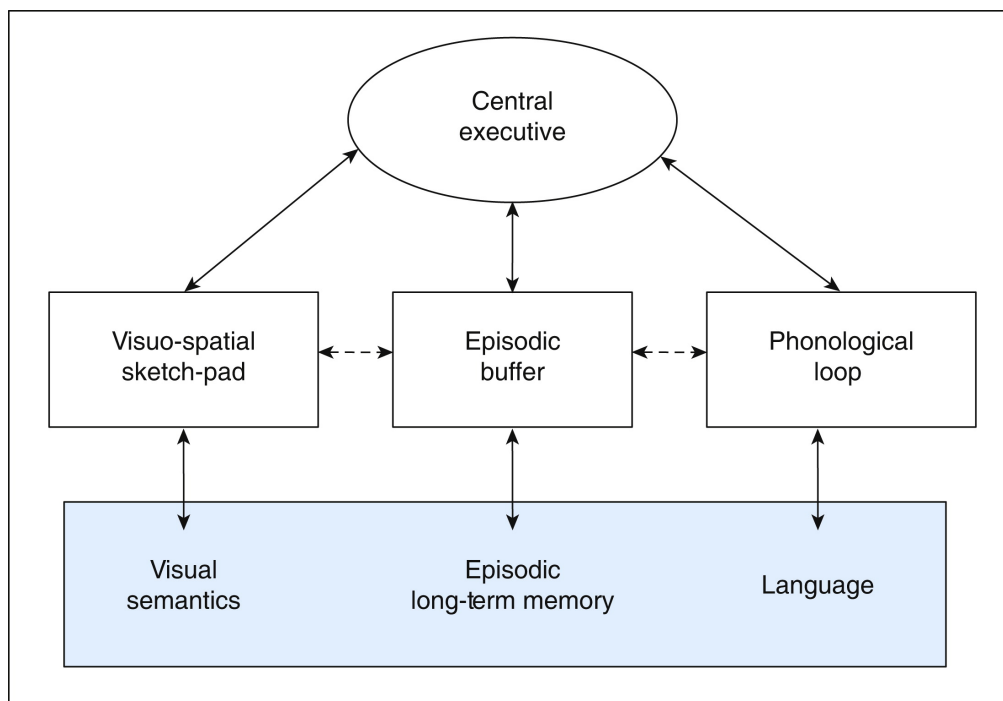 Central
executive
Visuo-spatial
sketch-pad
Episodic
buffer
Phonological
loop
Visual
semantics
Episodic
long-term memory
Language